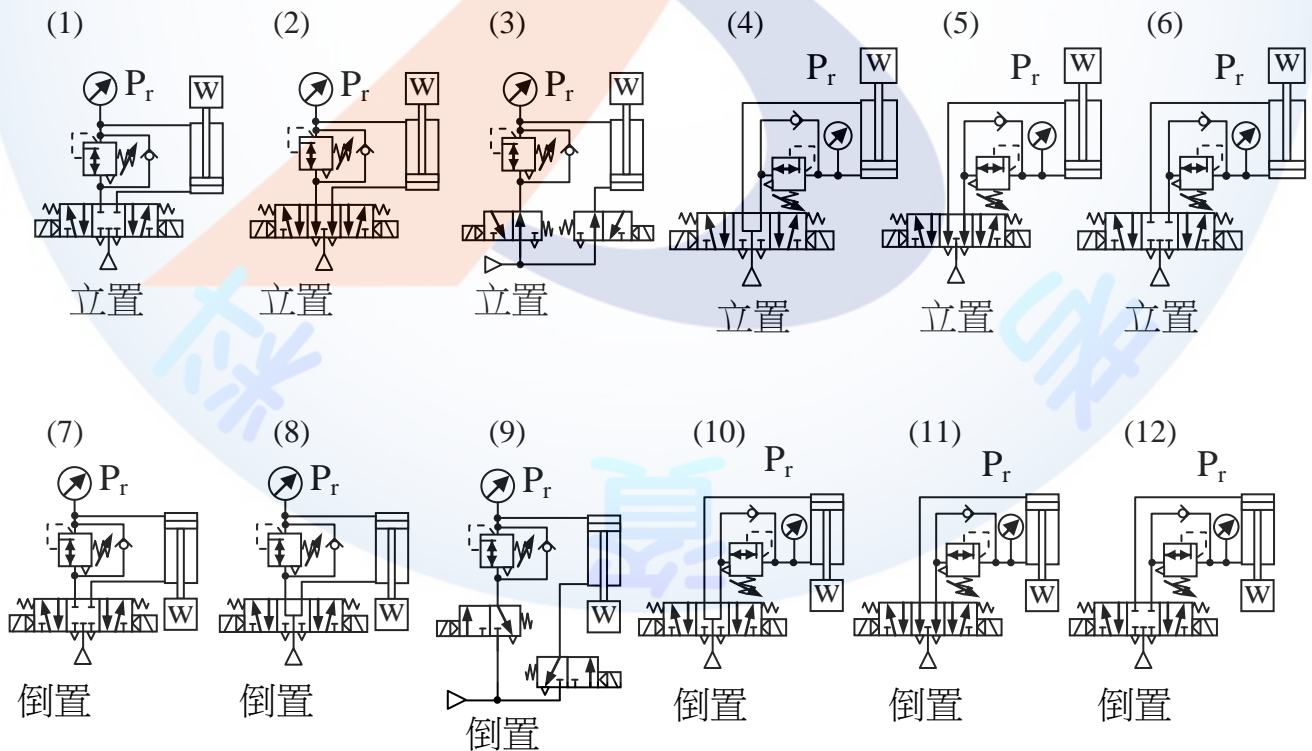 (1) (2) (3) (4) (5) (6)
Pr W Pr W Pr W Pr W Pr W Pr W
立置 立置 立置 立置 立置 立置
(7) (8) (9) (10) (11) (12)
Pr Pr Pr Pr Pr Pr
W W W W W W
倒置 倒置 倒置 倒置 倒置 倒置